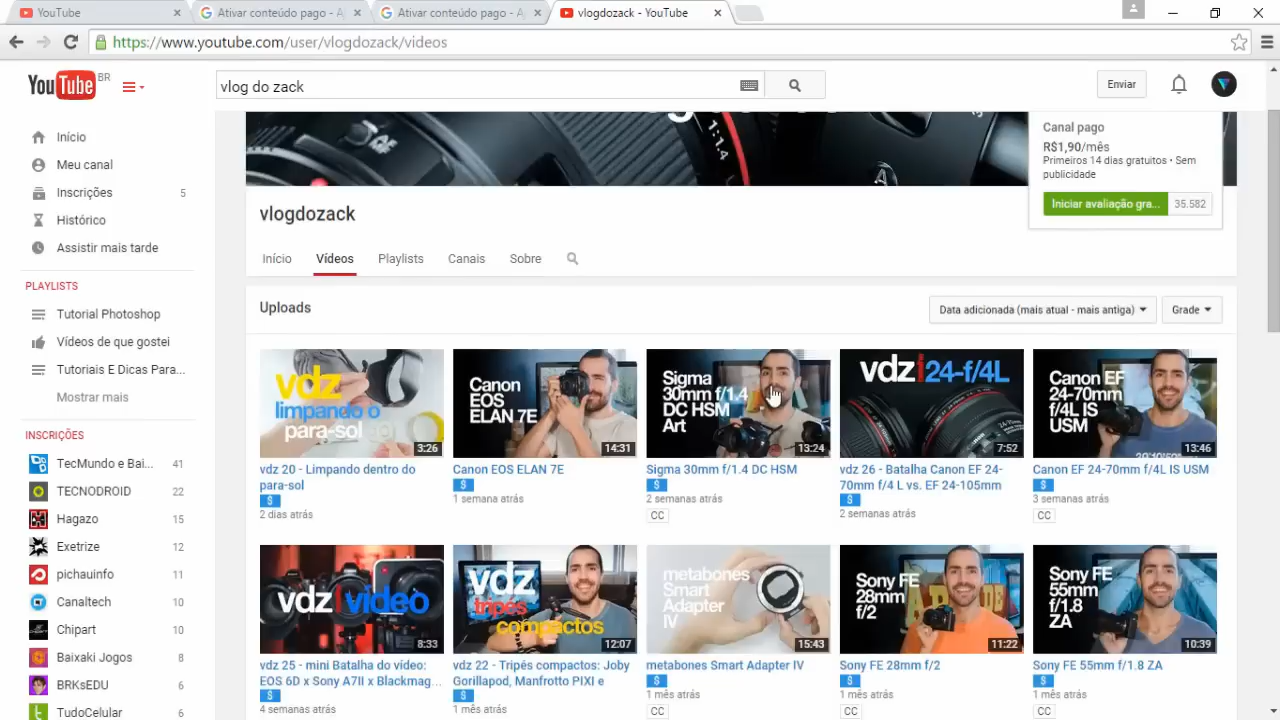 YouTube
Ativar conteúdo pago - A
Ativar conteúdo pago - A
vlogdozack - YouTube
https://www.youtube.com/user/vlogdozack/videos
YouTube BR
vlog do zack
Enviar
Início
Meu canal
Inscrições 5
Histórico
Assistir mais tarde
PLAYLISTS
Tutorial Photoshop
Vídeos de que gostei
Tutoriais E Dicas Para...
Mostrar mais
INSCRIÇÕES
TecMundo e Bai... 41
TECNODROID 22
Hagazo 15
Exetrize 12
pichauinfo 11
Canaltech 10
Chipart 10
Baixaki Jogos 8
BRKsEDU 6
TudoCelular 6
1:1.4
Canal pago
R$1,90/mês
Primeiros 14 dias gratuitos • Sem
publicidade
Iniciar avaliação gra... 35.582
vlogdozack
Início Vídeos Playlists Canais Sobre
Uploads
Data adicionada (mais atual - mais antiga)
Grade
vdz
limpando o
para-sol
3:26
vdz 20 - Limpando dentro do
para-sol
$
2 dias atrás
Canon
EOS
ELAN 7E
14:31
Canon EOS ELAN 7E
$
1 semana atrás
Sigma
30mm f/1.4
DC HSM
Art
13:24
Sigma 30mm f/1.4 DC HSM
$
2 semanas atrás
CC
vdz 24-f/4L
7:52
vdz 26 - Batalha Canon EF 24-
70mm f/4 L vs. EF 24-105mm
$
2 semanas atrás
Canon EF
24-70mm
f/4L IS
USM
13:46
Canon EF 24-70mm f/4L IS USM
$
3 semanas atrás
CC
vdz video
8:33
vdz 25 - mini Batalha do vídeo:
EOS 6D x Sony A7II x Blackmag...
$
4 semanas atrás
vdz
tripés
compactos
12:07
vdz 22 - Tripés compactos: Joby
Gorillapod, Manfrotto PIXI e
$
1 mês atrás
metabones
Smart
Adapter
IV
15:43
metabones Smart Adapter IV
$
1 mês atrás
CC
Sony FE
28mm
f/2
11:22
Sony FE 28mm f/2
$
1 mês atrás
CC
Sony FE
55mm
f/1.8
ZA
10:39
Sony FE 55mm f/1.8 ZA
$
1 mês atrás
CC